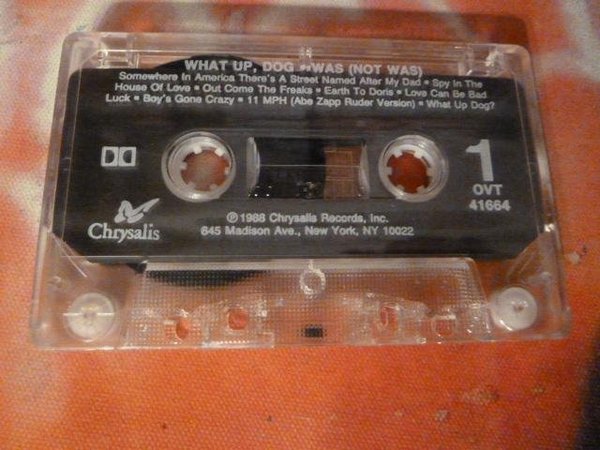 WHAT UP, DOG • WAS (NOT WAS)
Somewhere In America There's A Street Named After My Dad • Spy In The
House Of Love • Out Come The Freaks • Earth To Doris • Love Can Be Bad
Luck • Boy's Gone Crazy • 11 MPH (Abe Zapp Ruder Version) • What Up Dog?
1
OVT
41664
Chrysalis
℗ 1988 Chrysalis Records, Inc.
645 Madison Ave., New York, NY 10022